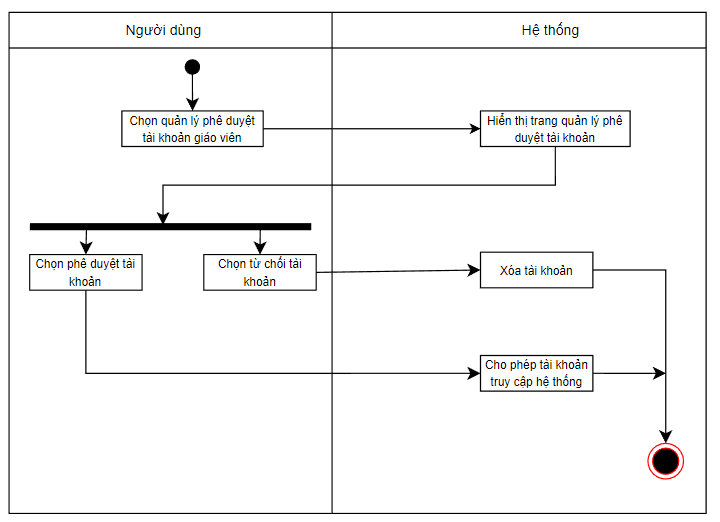 Người dùng
Hệ thống
Chọn quản lý phê duyệt
tài khoản giáo viên
Hiển thị trang quản lý phê
duyệt tài khoản
Chọn phê duyệt tài
khoản
Chọn từ chối tài
khoản
Xóa tài khoản
Cho phép tài khoản
truy cập hệ thống